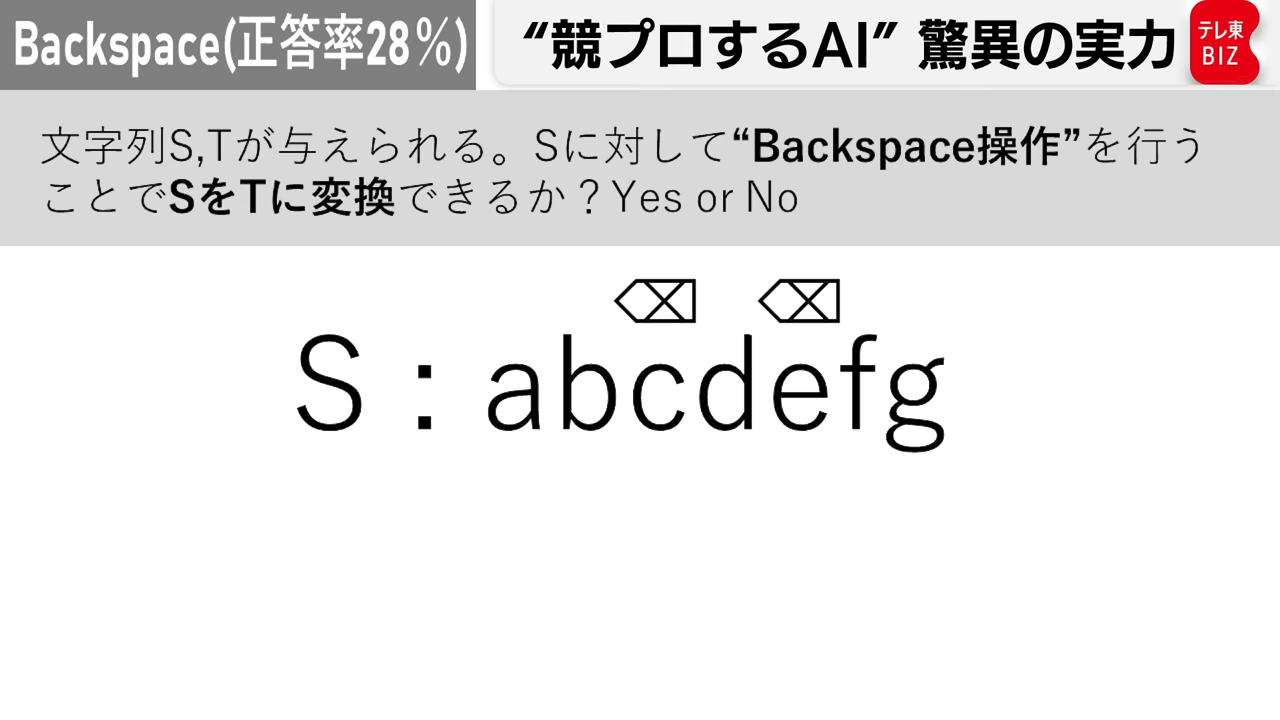 Backspace(正答率28%)
“競プロするAI” 驚異の実力
テレ東
BIZ
文字列S,Tが与えられる。Sに対して“Backspace操作”を行う
ことでSをTに変換できるか？Yes or No
S：abcdefg